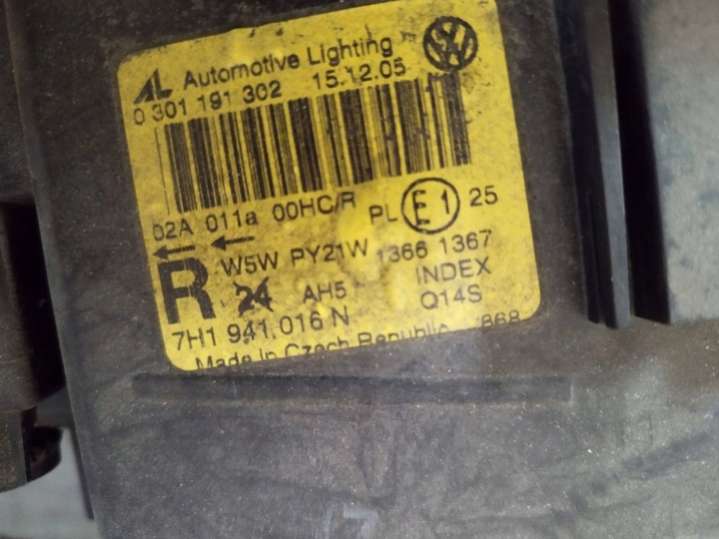 AL Automotive Lighting
0 301 191 302 15.12.05
02A 011a 00HC/R PL E1 25
W5W PY21W 1366 1367
R 24 AH5 INDEX
7H1 941 016 N Q14S
Made in Czech Republic 868